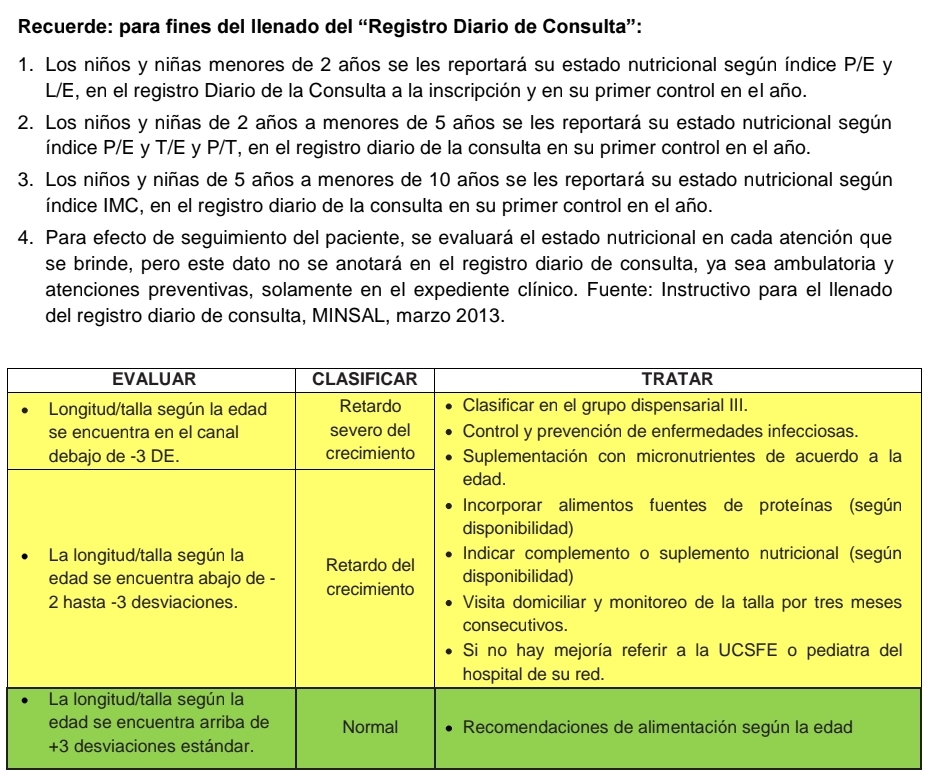 Recuerde: para fines del llenado del “Registro Diario de Consulta”:
1. Los niños y niñas menores de 2 años se les reportará su estado nutricional según índice P/E y
L/E, en el registro Diario de la Consulta a la inscripción y en su primer control en el año.
2. Los niños y niñas de 2 años a menores de 5 años se les reportará su estado nutricional según
índice P/E y T/E y P/T, en el registro diario de la consulta en su primer control en el año.
3. Los niños y niñas de 5 años a menores de 10 años se les reportará su estado nutricional según
índice IMC, en el registro diario de la consulta en su primer control en el año.
4. Para efecto de seguimiento del paciente, se evaluará el estado nutricional en cada atención que
se brinde, pero este dato no se anotará en el registro diario de consulta, ya sea ambulatoria y
atenciones preventivas, solamente en el expediente clínico. Fuente: Instructivo para el llenado
del registro diario de consulta, MINSAL, marzo 2013.
EVALUAR CLASIFICAR TRATAR
• Longitud/talla según la edad
se encuentra en el canal
debajo de -3 DE.
Retardo
severo del
crecimiento
• La longitud/talla según la
edad se encuentra abajo de -
2 hasta -3 desviaciones.
Retardo del
crecimiento
• Clasificar en el grupo dispensarial III.
• Control y prevención de enfermedades infecciosas.
• Suplementación con micronutrientes de acuerdo a la
edad.
• Incorporar alimentos fuentes de proteínas (según
disponibilidad)
• Indicar complemento o suplemento nutricional (según
disponibilidad)
• Visita domiciliar y monitoreo de la talla por tres meses
consecutivos.
• Si no hay mejoría referir a la UCSFE o pediatra del
hospital de su red.
• La longitud/talla según la
edad se encuentra arriba de
+3 desviaciones estándar.
Normal
• Recomendaciones de alimentación según la edad